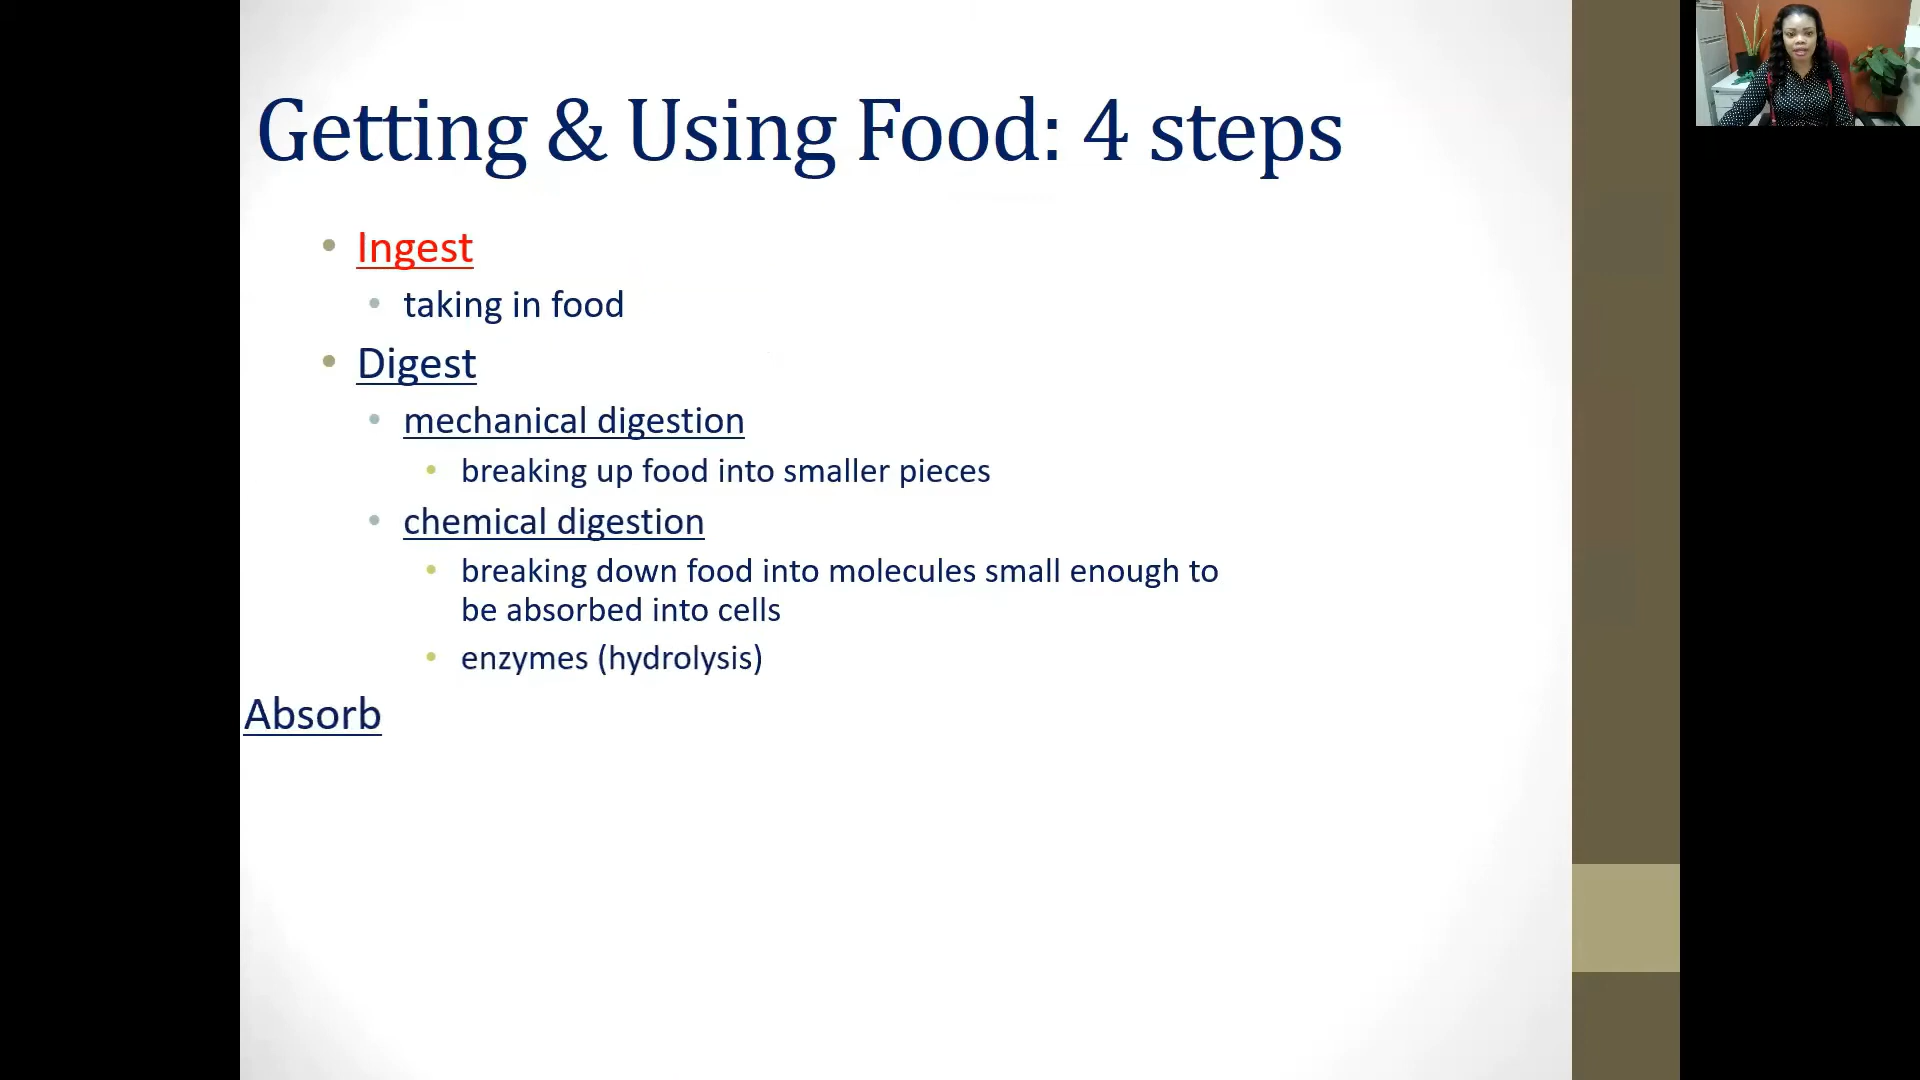 Getting & Using Food: 4 steps
• Ingest
• taking in food
• Digest
• mechanical digestion
• breaking up food into smaller pieces
• chemical digestion
• breaking down food into molecules small enough to
be absorbed into cells
• enzymes (hydrolysis)
Absorb